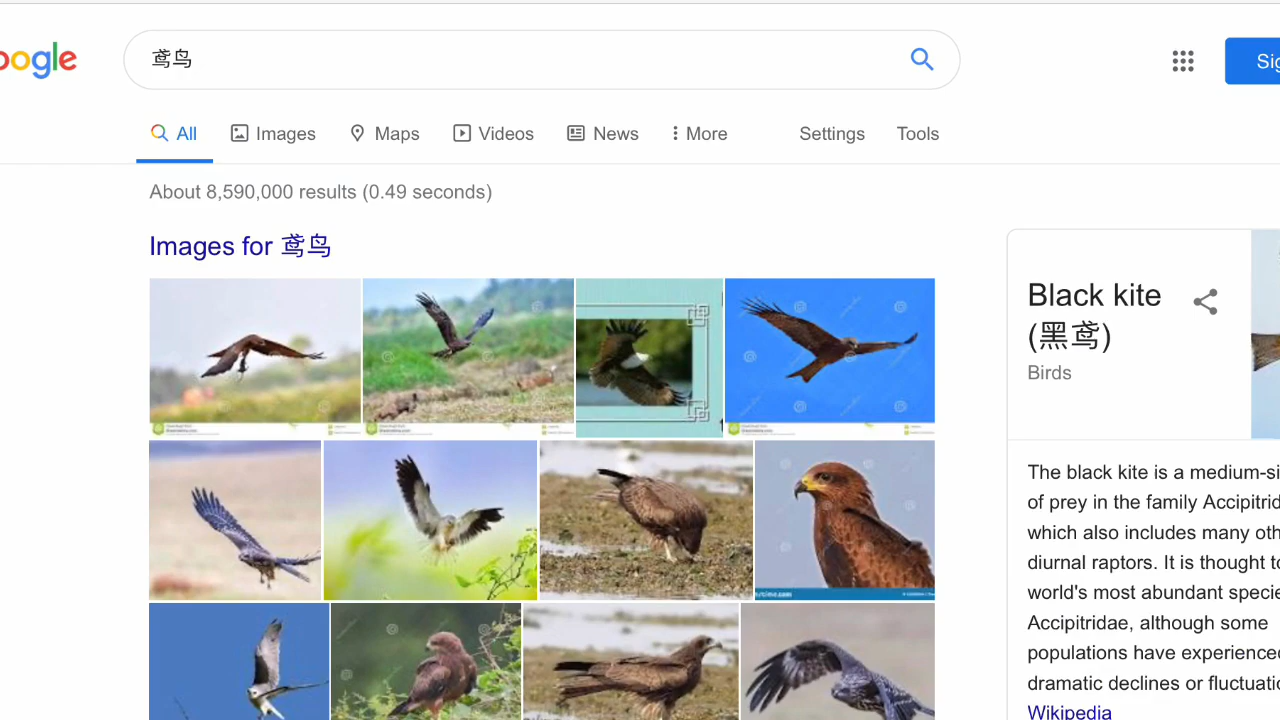 oogle
鸢鸟
Sig
All
Images
Maps
Videos
News
More
Settings
Tools
About 8,590,000 results (0.49 seconds)
Images for 鸢鸟
Black kite
(黑鸢)
Birds
The black kite is a medium-si
of prey in the family Accipitrid
which also includes many oth
diurnal raptors. It is thought to
world's most abundant specie
Accipitridae, although some
populations have experienced
dramatic declines or fluctuatio
Wikipedia